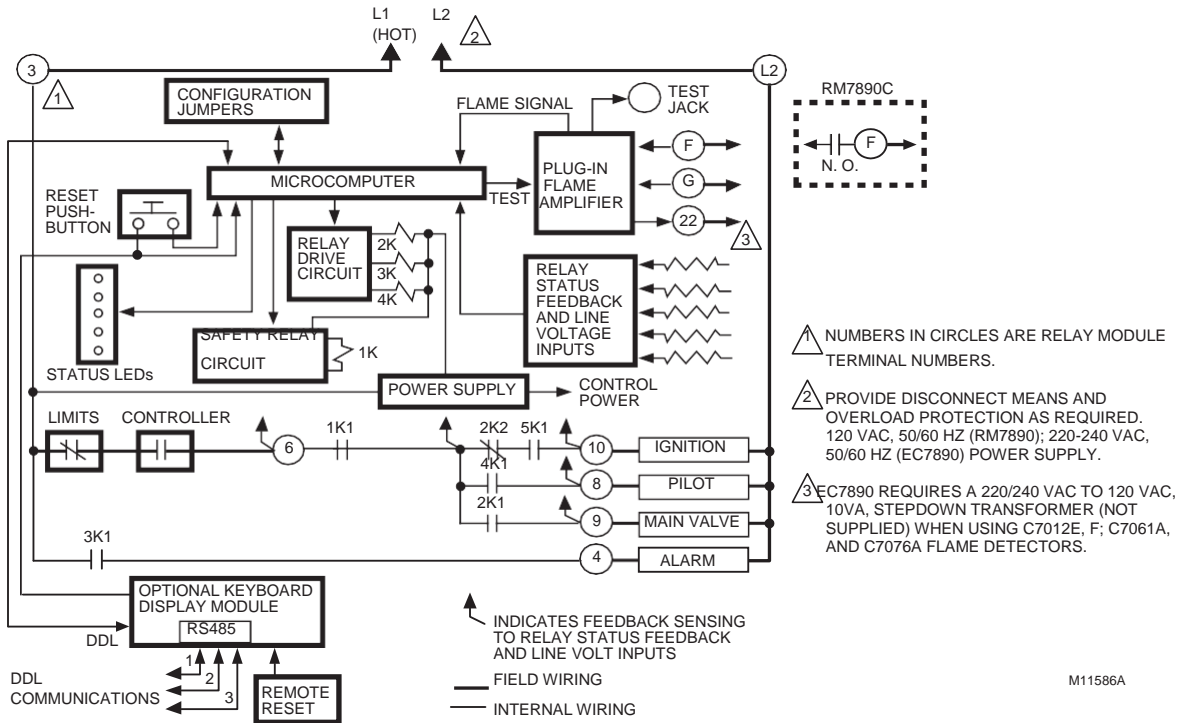 L1
(HOT)
L2
2
3
1
L2
CONFIGURATION
JUMPERS
FLAME SIGNAL
TEST
JACK
RM7890C
F
N. O.
MICROCOMPUTER
TEST
PLUG-IN
FLAME
AMPLIFIER
F
G
22
3
RESET
PUSH-
BUTTON
RELAY
DRIVE
CIRCUIT
2K
3K
4K
RELAY
STATUS
FEEDBACK
AND LINE
VOLTAGE
INPUTS
STATUS LEDs
SAFETY RELAY
CIRCUIT
1K
POWER SUPPLY
CONTROL
POWER
LIMITS
CONTROLLER
6
1K1
2K2
5K1
10
IGNITION
4K1
8
PILOT
2K1
9
MAIN VALVE
3K1
4
ALARM
1 NUMBERS IN CIRCLES ARE RELAY MODULE
TERMINAL NUMBERS.
2 PROVIDE DISCONNECT MEANS AND
OVERLOAD PROTECTION AS REQUIRED.
120 VAC, 50/60 HZ (RM7890); 220-240 VAC,
50/60 HZ (EC7890) POWER SUPPLY.
3 EC7890 REQUIRES A 220/240 VAC TO 120 VAC,
10VA, STEPDOWN TRANSFORMER (NOT
SUPPLIED) WHEN USING C7012E, F; C7061A,
AND C7076A FLAME DETECTORS.
OPTIONAL KEYBOARD
DISPLAY MODULE
RS485
DDL
1
2
3
DDL
COMMUNICATIONS
REMOTE
RESET
INDICATES FEEDBACK SENSING
TO RELAY STATUS FEEDBACK
AND LINE VOLT INPUTS
FIELD WIRING
INTERNAL WIRING
M11586A